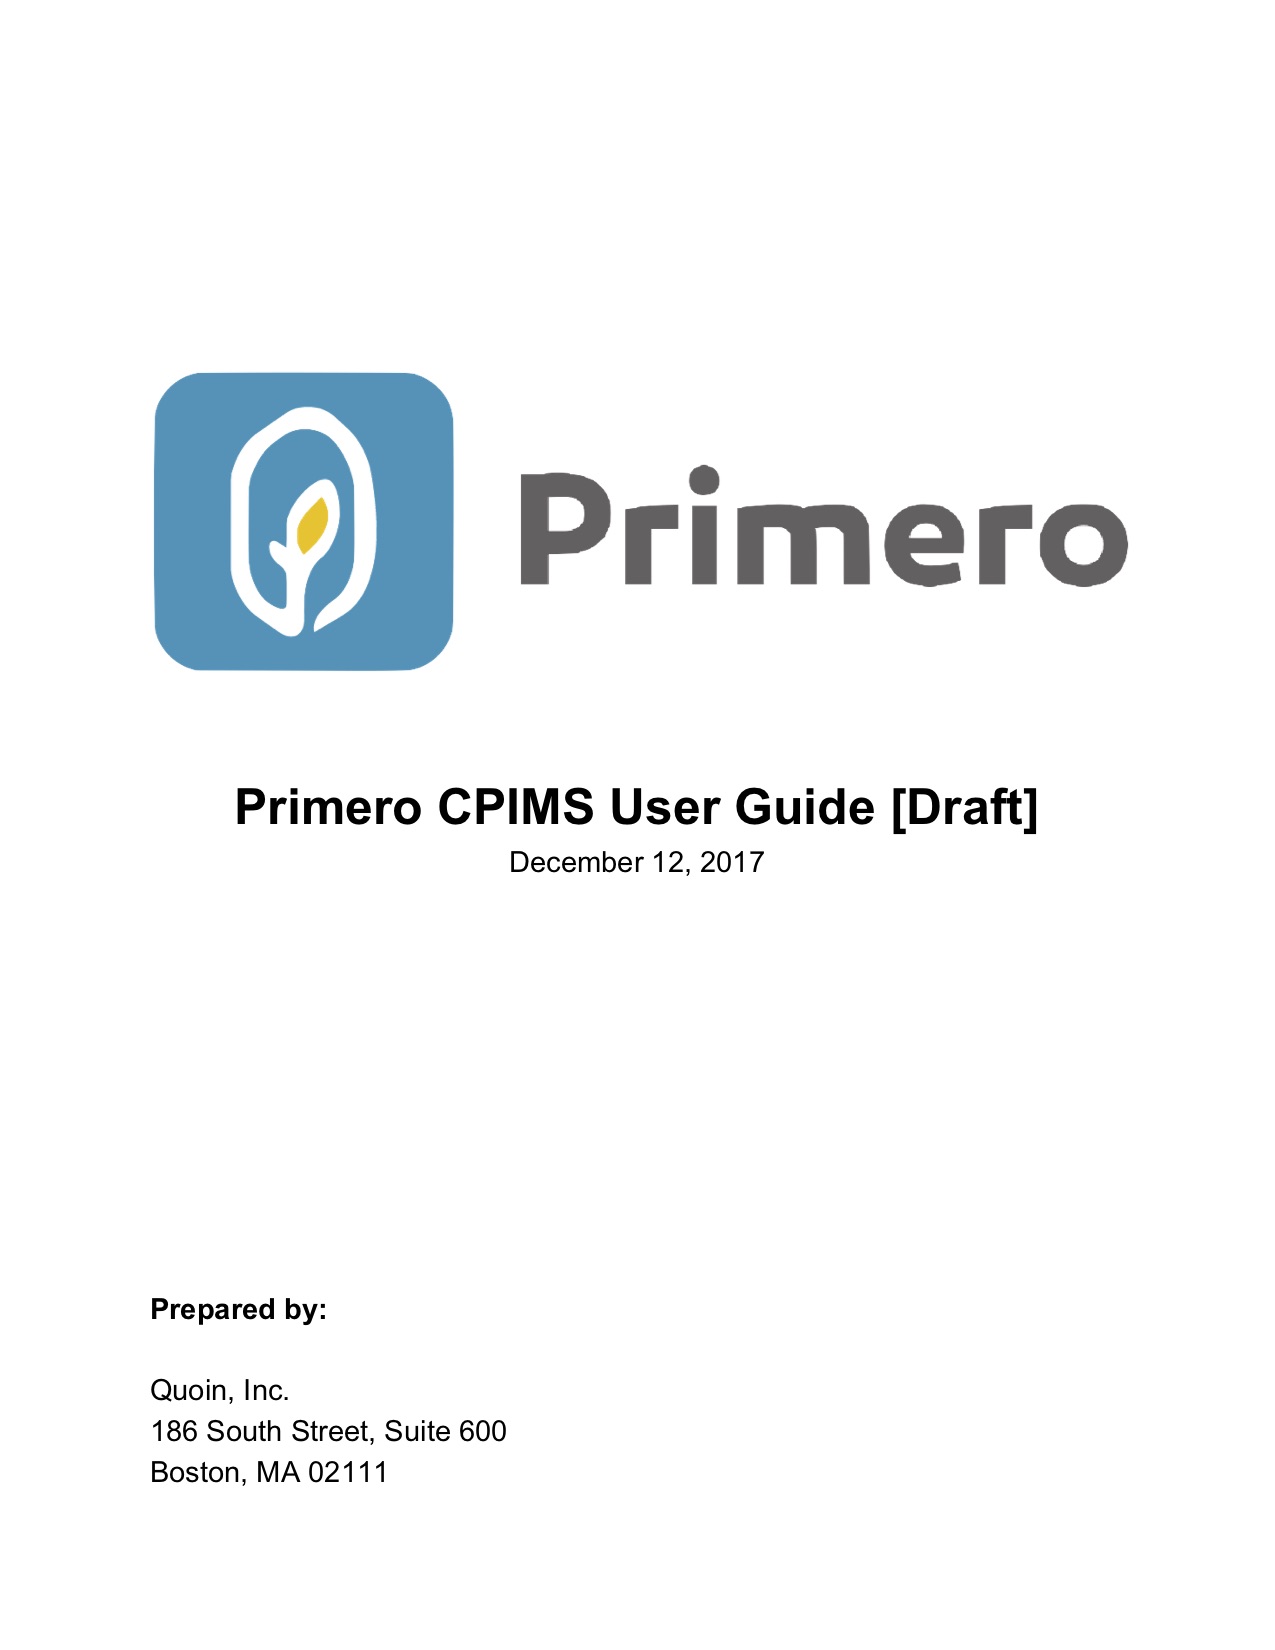 Primero
Primero CPIMS User Guide [Draft]
December 12, 2017
Prepared by:
Quoin, Inc.
186 South Street, Suite 600
Boston, MA 02111